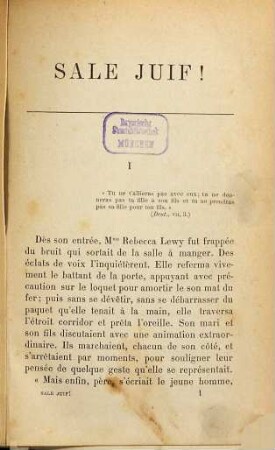 SALE JUIF!
Bayerische
Staatsbibliothek
MÜNCHEN
I
« Tu ne t'allieras pas avec eux; tu ne don-
neras pas ta fille à son fils et tu ne prendras
pas sa fille pour ton fils. »
(Deut., VII, 3.)
Dès son entrée, Mme Rebecca Lewy fut frappée
du bruit qui sortait de la salle à manger. Des
éclats de voix l'inquiétèrent. Elle referma vive-
ment le battant de la porte, appuyant avec pré-
caution sur le loquet pour amortir le son mat du
fer; puis sans se dévêtir, sans se débarrasser du
paquet qu'elle tenait à la main, elle traversa
l'étroit corridor et prêta l'oreille. Son mari et
son fils discutaient avec une animation extraor-
dinaire. Ils marchaient, chacun de son côté, et
s'arrêtaient par moments, pour souligner leur
pensée de quelque geste qu'elle se représentait.
« Mais enfin, père, s'écriait le jeune homme,
SALE JUIF! 1